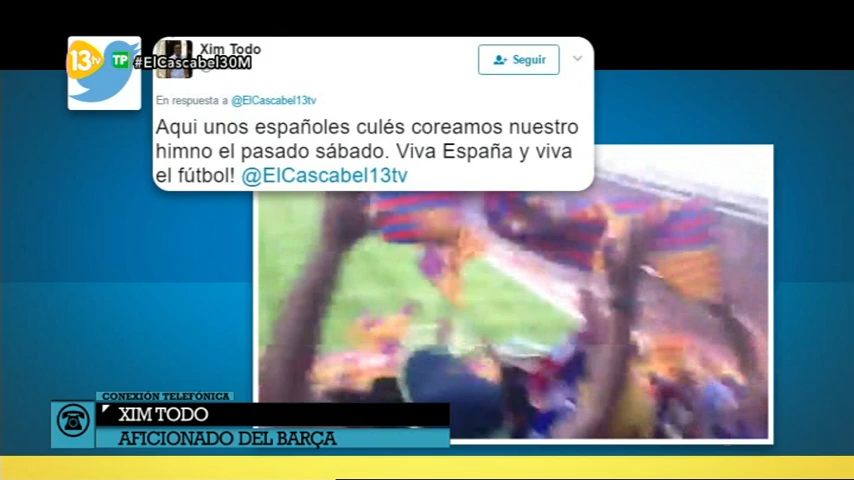 13tv
TP #ElCascabel30M
Xim Todo
Seguir
En respuesta a @ElCascabel13tv
Aqui unos españoles culés coreamos nuestro
himno el pasado sábado. Viva España y viva
el fútbol! @ElCascabel13tv
CONEXIÓN TELEFÓNICA
XIM TODO
AFICIONADO DEL BARÇA